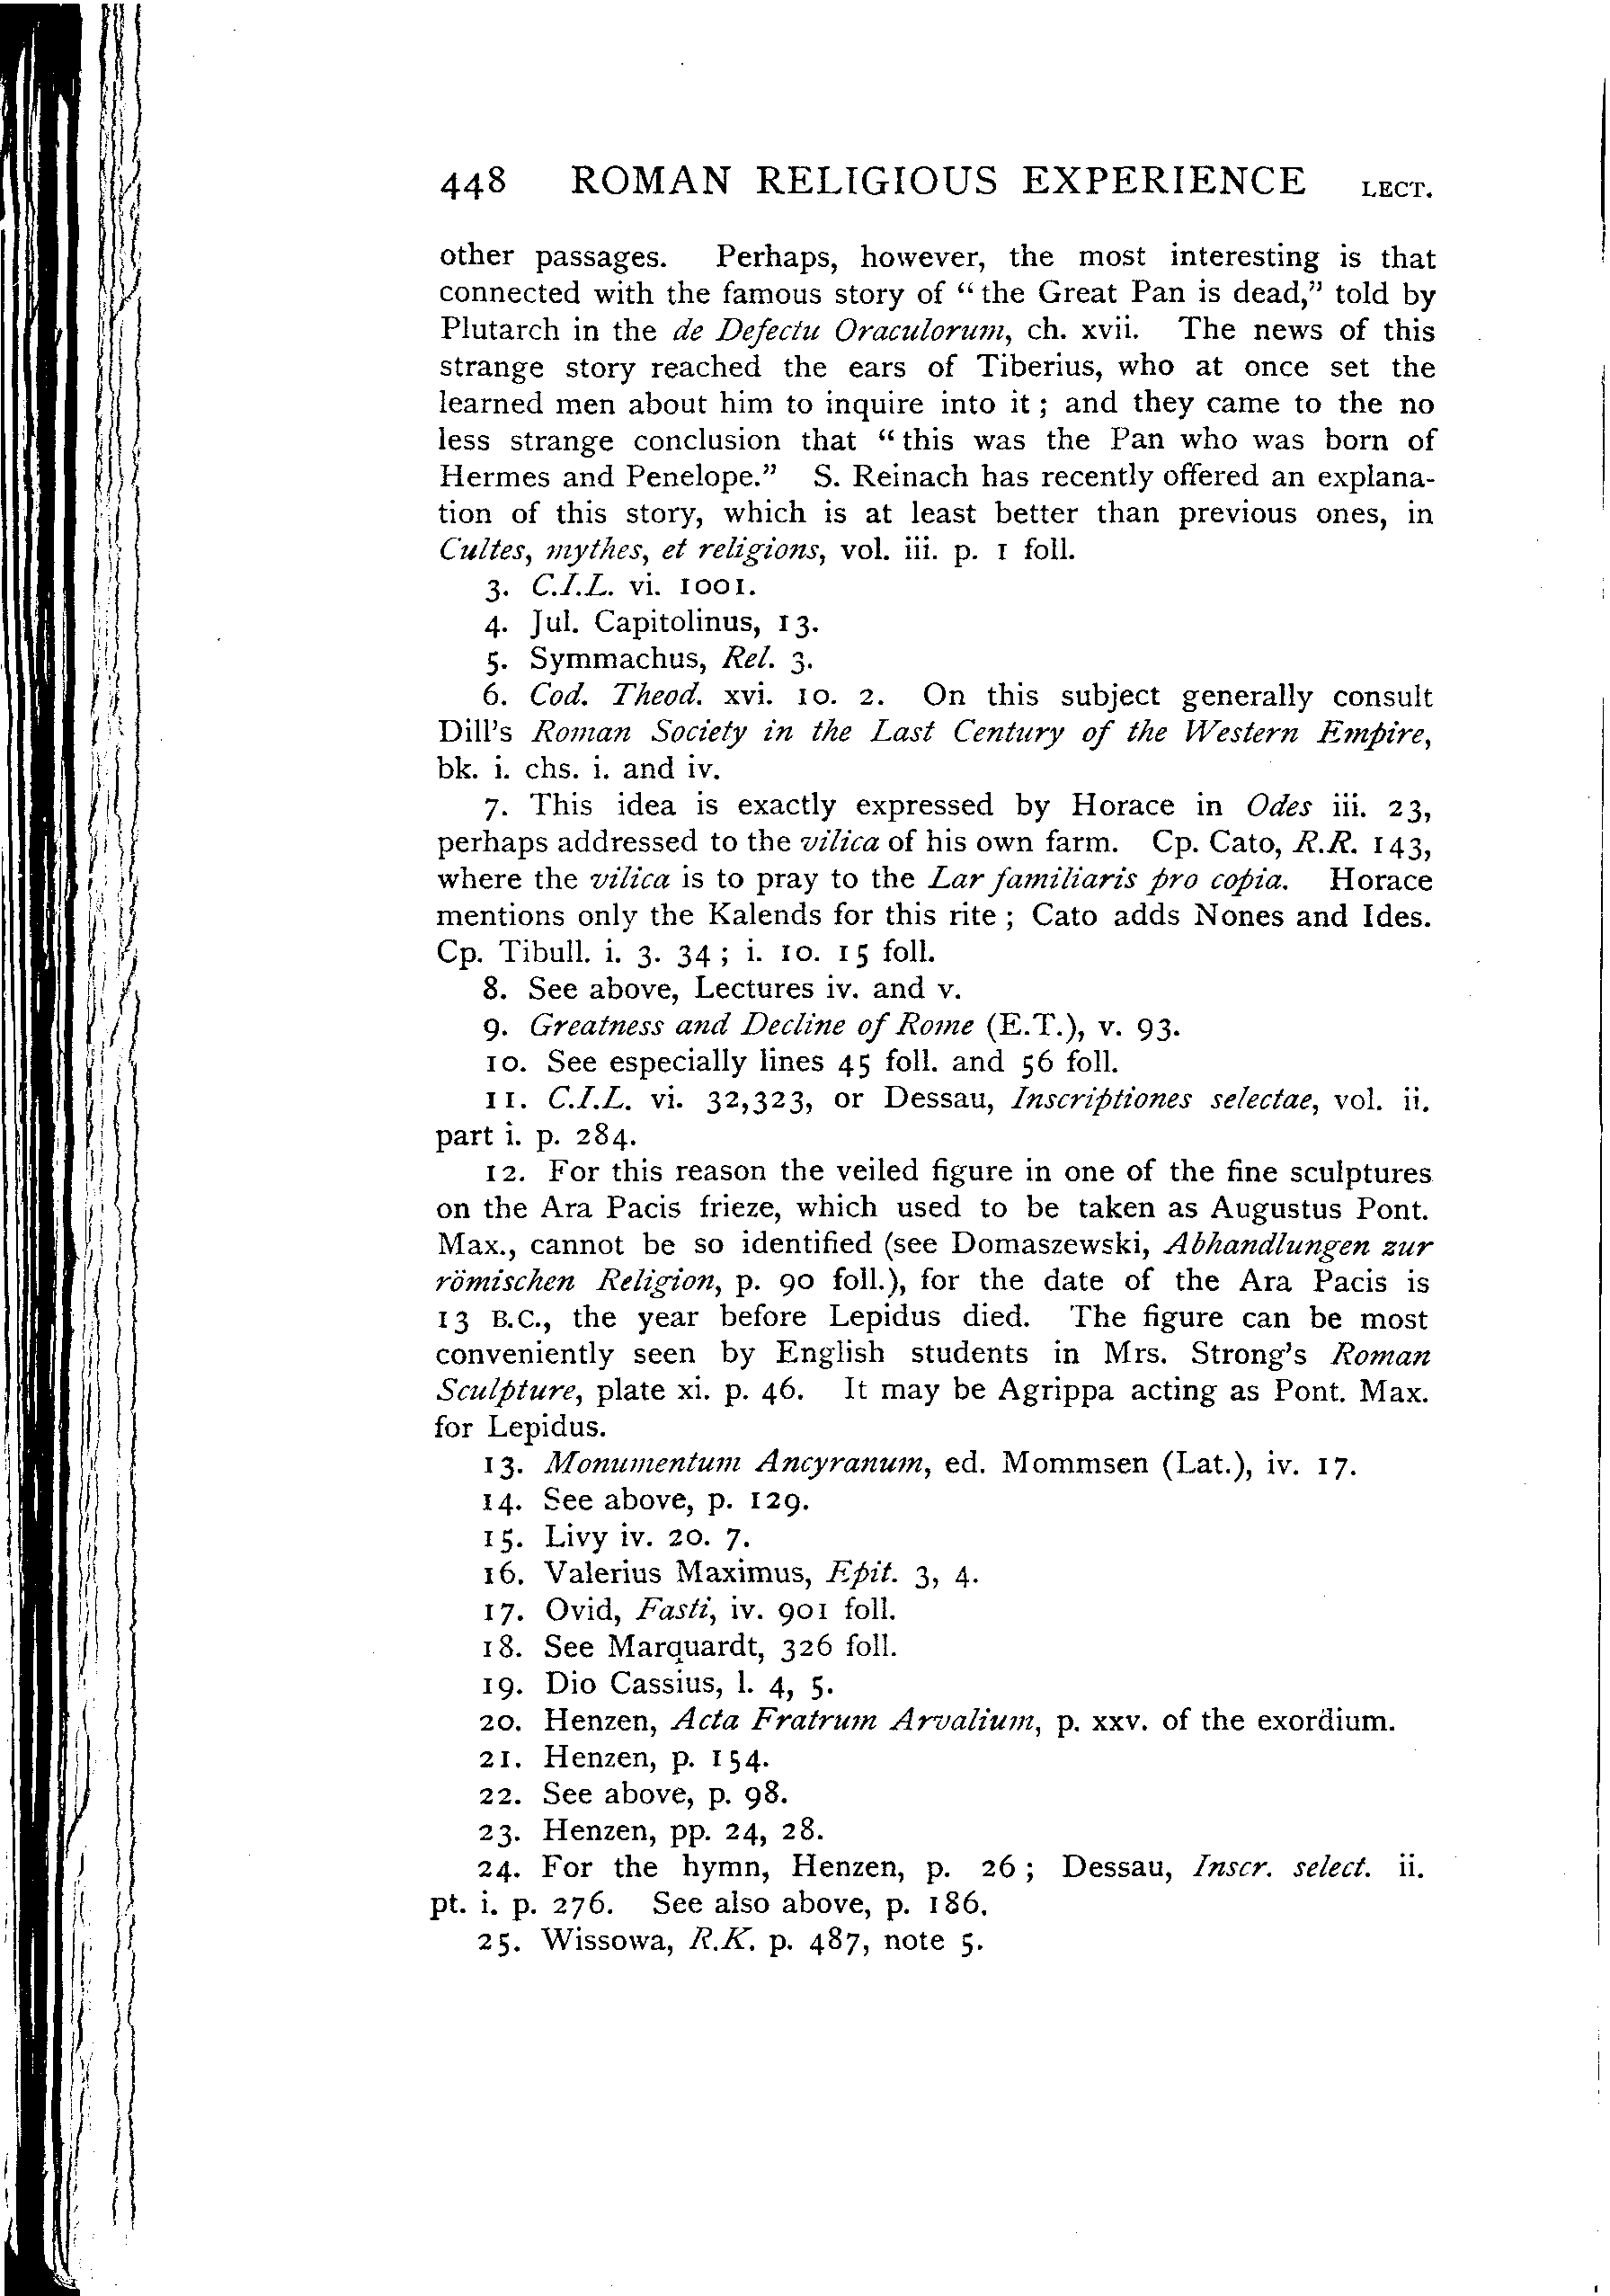 448 ROMAN RELIGIOUS EXPERIENCE LECT.
other passages. Perhaps, however, the most interesting is that
connected with the famous story of “the Great Pan is dead,” told by
Plutarch in the de Defectu Oraculorum, ch. xvii. The news of this
strange story reached the ears of Tiberius, who at once set the
learned men about him to inquire into it; and they came to the no
less strange conclusion that “this was the Pan who was born of
Hermes and Penelope.” S. Reinach has recently offered an explana-
tion of this story, which is at least better than previous ones, in
Cultes, mythes, et religions, vol. iii. p. 1 foll.
3. C.I.L. vi. 1001.
4. Jul. Capitolinus, 13.
5. Symmachus, Rel. 3.
6. Cod. Theod. xvi. 10. 2. On this subject generally consult
Dill's Roman Society in the Last Century of the Western Empire,
bk. i. chs. i. and iv.
7. This idea is exactly expressed by Horace in Odes iii. 23,
perhaps addressed to the vilica of his own farm. Cp. Cato, R.R. 143,
where the vilica is to pray to the Lar familiaris pro copia. Horace
mentions only the Kalends for this rite; Cato adds Nones and Ides.
Cp. Tibull. i. 3. 34; i. 10. 15 foll.
8. See above, Lectures iv. and v.
9. Greatness and Decline of Rome (E.T.), v. 93.
10. See especially lines 45 foll. and 56 foll.
11. C.I.L. vi. 32,323, or Dessau, Inscriptiones selectae, vol. ii.
part i. p. 284.
12. For this reason the veiled figure in one of the fine sculptures
on the Ara Pacis frieze, which used to be taken as Augustus Pont.
Max., cannot be so identified (see Domaszewski, Abhandlungen zur
römischen Religion, p. 90 foll.), for the date of the Ara Pacis is
13 B.C., the year before Lepidus died. The figure can be most
conveniently seen by English students in Mrs. Strong's Roman
Sculpture, plate xi. p. 46. It may be Agrippa acting as Pont. Max.
for Lepidus.
13. Monumentum Ancyranum, ed. Mommsen (Lat.), iv. 17.
14. See above, p. 129.
15. Livy iv. 20. 7.
16. Valerius Maximus, Epit. 3, 4.
17. Ovid, Fasti, iv. 901 foll.
18. See Marquardt, 326 foll.
19. Dio Cassius, l. 4, 5.
20. Henzen, Acta Fratrum Arvalium, p. xxv. of the exordium.
21. Henzen, p. 154.
22. See above, p. 98.
23. Henzen, pp. 24, 28.
24. For the hymn, Henzen, p. 26; Dessau, Inscr. select. ii.
pt. i. p. 276. See also above, p. 186.
25. Wissowa, R.K. p. 487, note 5.